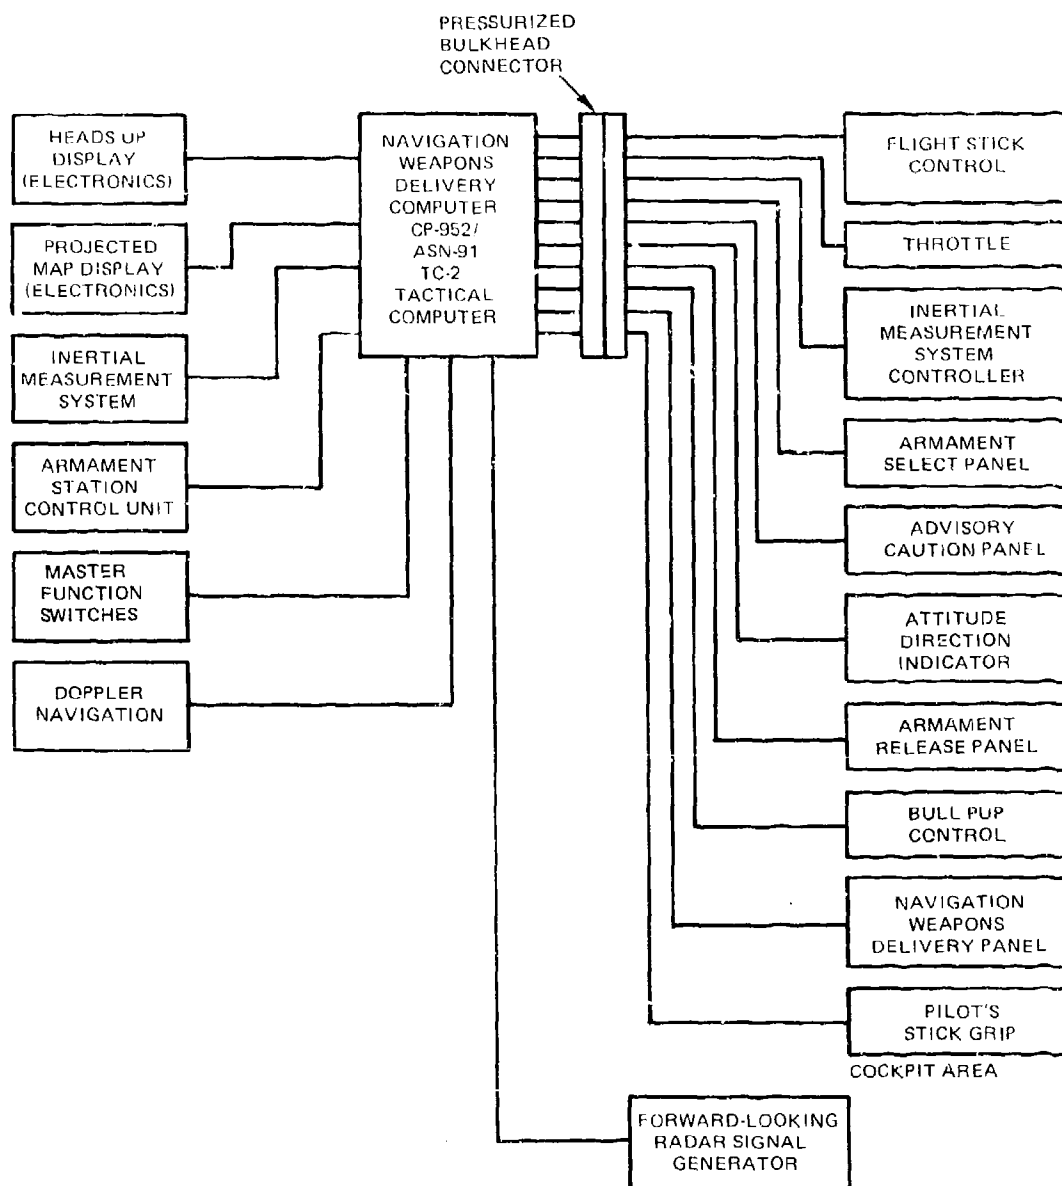 PRESSURIZED
BULKHEAD
CONNECTOR
HEADS UP
DISPLAY
(ELECTRONICS)
PROJECTED
MAP DISPLAY
(ELECTRONICS)
INERTIAL
MEASUREMENT
SYSTEM
ARMAMENT
STATION
CONTROL UNIT
MASTER
FUNCTION
SWITCHES
DOPPLER
NAVIGATION
NAVIGATION
WEAPONS
DELIVERY
COMPUTER
CP-952/
ASN-91
TC-2
TACTICAL
COMPUTER
FLIGHT STICK
CONTROL
THROTTLE
INERTIAL
MEASUREMENT
SYSTEM
CONTROLLER
ARMAMENT
SELECT PANEL
ADVISORY
CAUTION PANEL
ATTITUDE
DIRECTION
INDICATOR
ARMAMENT
RELEASE PANEL
BULL PUP
CONTROL
NAVIGATION
WEAPONS
DELIVERY PANEL
PILOT'S
STICK GRIP
COCKPIT AREA
FORWARD-LOOKING
RADAR SIGNAL
GENERATOR